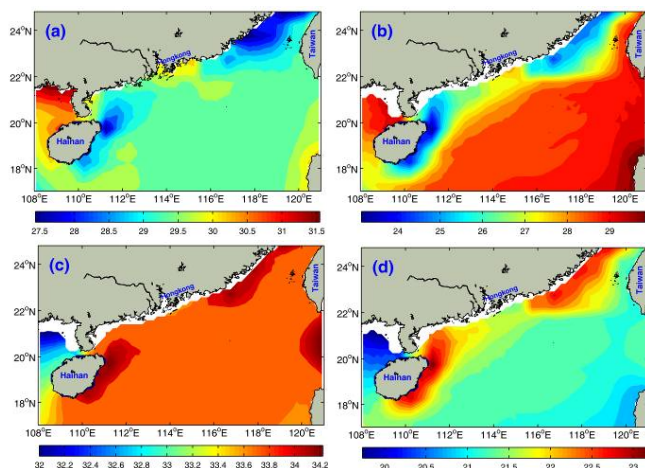 (a) Hongkong Taiwan Hainan
24°N
22°N
20°N
18°N
108°E 110°E 112°E 114°E 116°E 118°E 120°E
27.5 28 28.5 29 29.5 30 30.5 31 31.5
(b) Hongkong Taiwan Hainan
24°N
22°N
20°N
18°N
108°E 110°E 112°E 114°E 116°E 118°E 120°E
24 25 26 27 28 29
(c) Hongkong Taiwan Hainan
24°N
22°N
20°N
18°N
108°E 110°E 112°E 114°E 116°E 118°E 120°E
32 32.2 32.4 32.6 32.8 33 33.2 33.4 33.6 33.8 34 34.2
(d) Hongkong Taiwan Hainan
24°N
22°N
20°N
18°N
108°E 110°E 112°E 114°E 116°E 118°E 120°E
20 20.5 21 21.5 22 22.5 23